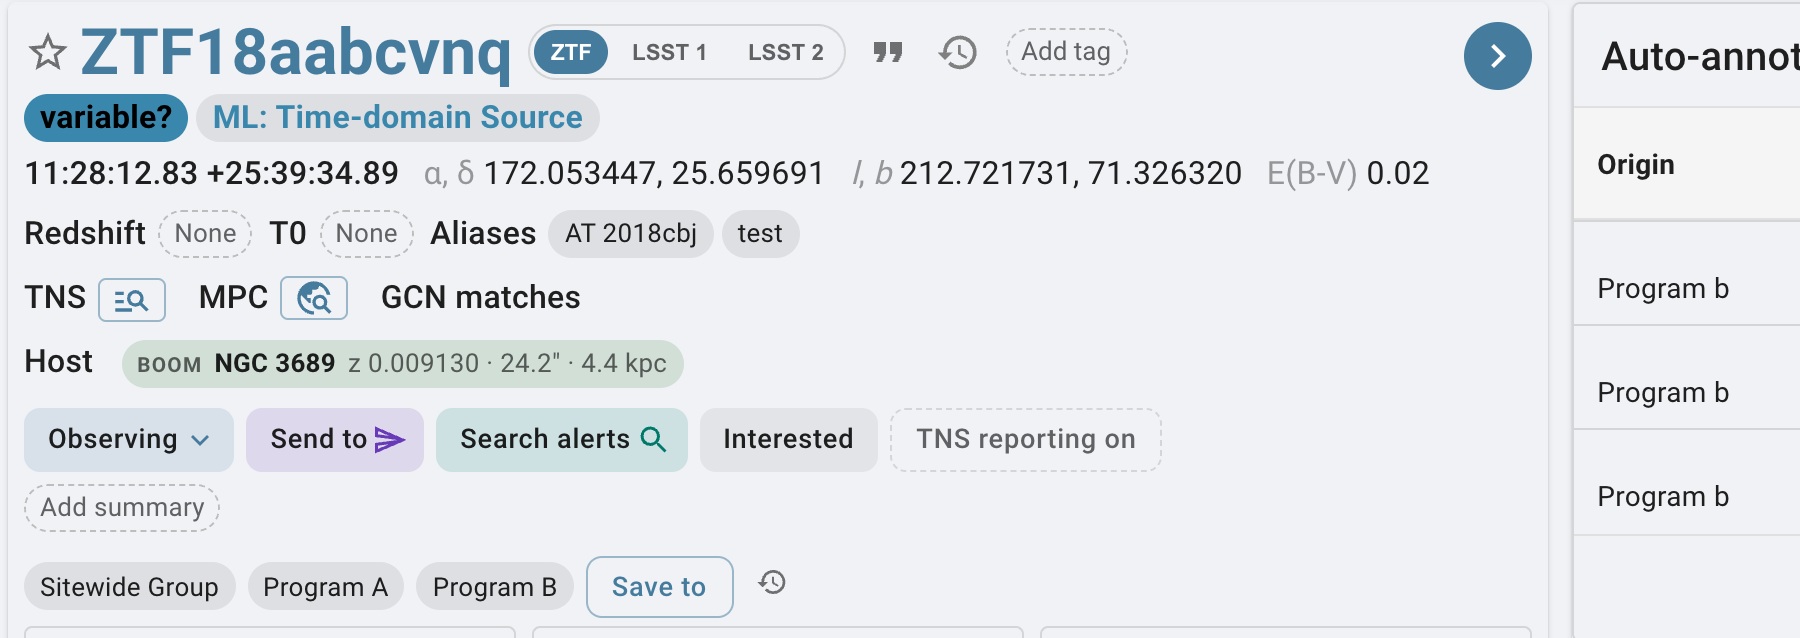 ZTF18aabcvnq ZTF LSST 1 LSST 2 Add tag
variable? ML: Time-domain Source
11:28:12.83 +25:39:34.89 α, δ 172.053447, 25.659691 l, b 212.721731, 71.326320 E(B-V) 0.02
Redshift None T0 None Aliases AT 2018cbj test
TNS MPC GCN matches
Host BOOM NGC 3689 z 0.009130 · 24.2" · 4.4 kpc
Observing Send to Search alerts Interested TNS reporting on
Add summary
Sitewide Group Program A Program B Save to
Auto-annot
Origin
Program b
Program b
Program b